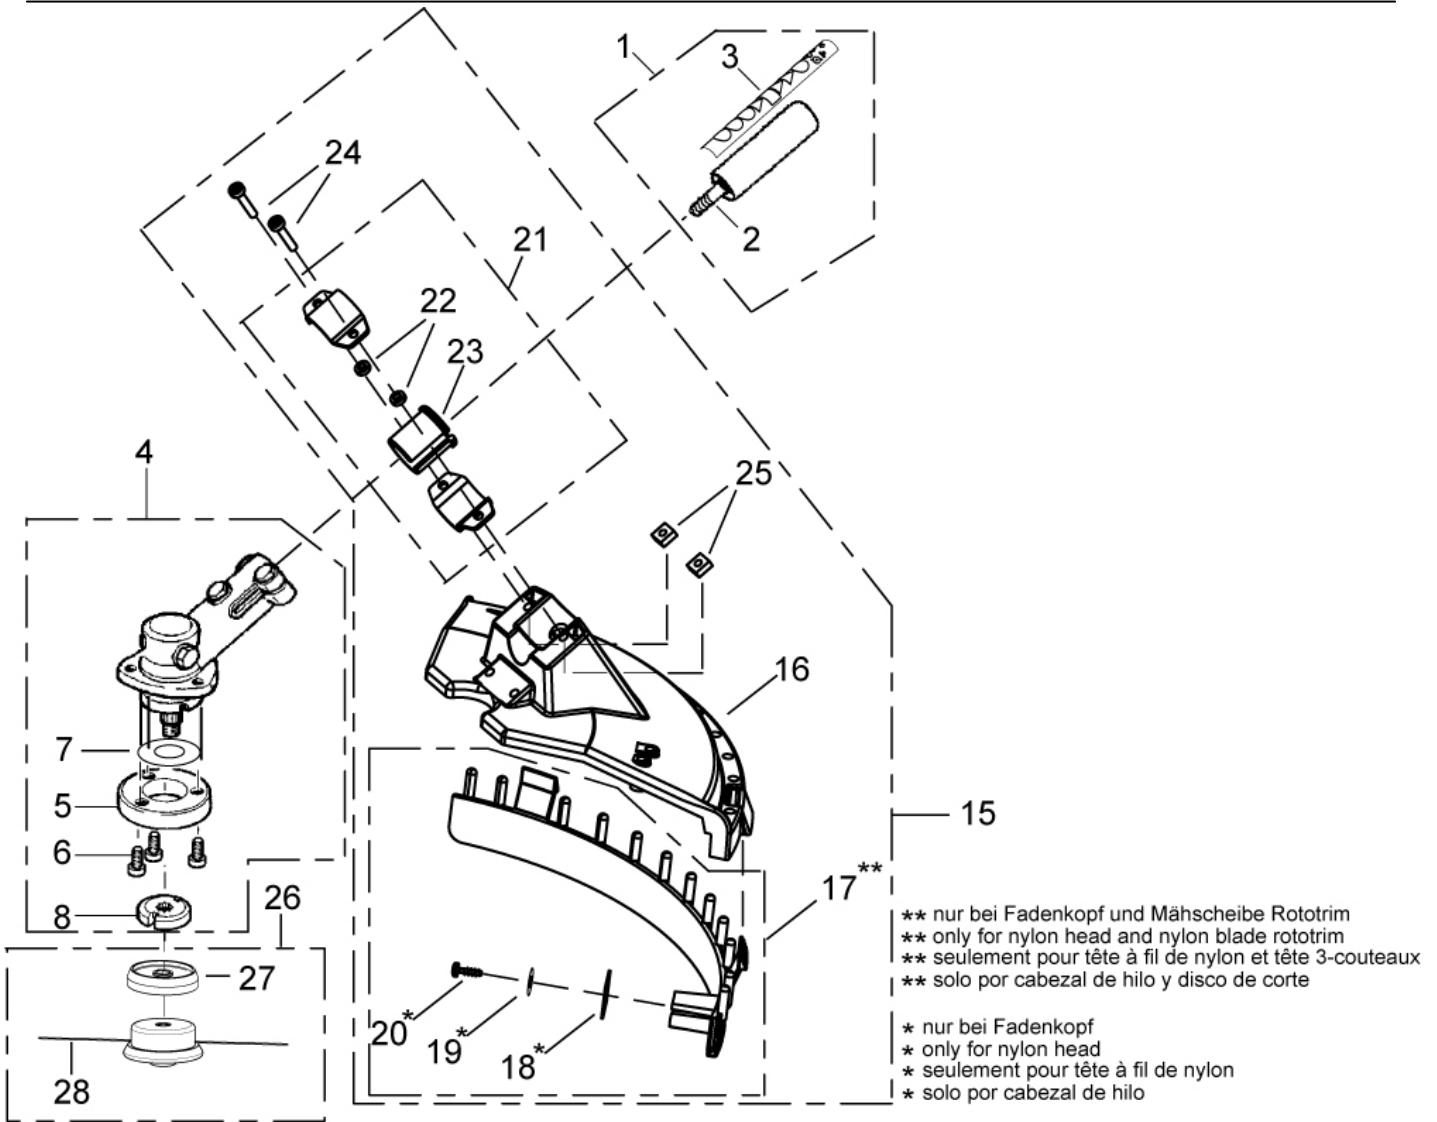 1
3
24
2
21
22
23
4
25
16
7
5
15
6
17**
26
8
** nur bei Fadenkopf und Mähscheibe Rototrim
** only for nylon head and nylon blade rototrim
** seulement pour tête à fil de nylon et tête 3-couteaux
** solo por cabezal de hilo y disco de corte
27
20*
19*
18*
* nur bei Fadenkopf
* only for nylon head
* seulement pour tête à fil de nylon
* solo por cabezal de hilo
28